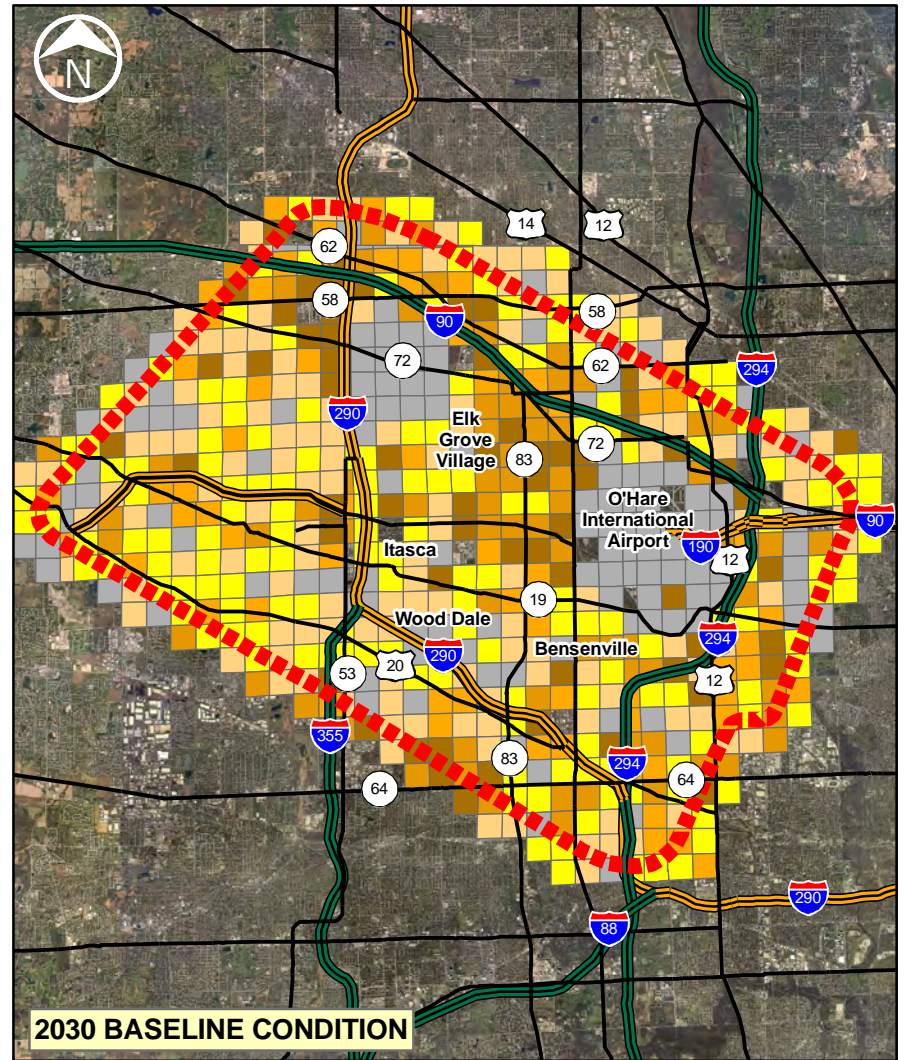 N
14
12
62
58
90
58
72
62
294
290
Elk
Grove
Village
83
72
O'Hare
International
Airport
90
190
12
Itasca
19
Wood Dale
294
Bensenville
290
20
53
12
355
83
294
64
64
290
88
2030 BASELINE CONDITION